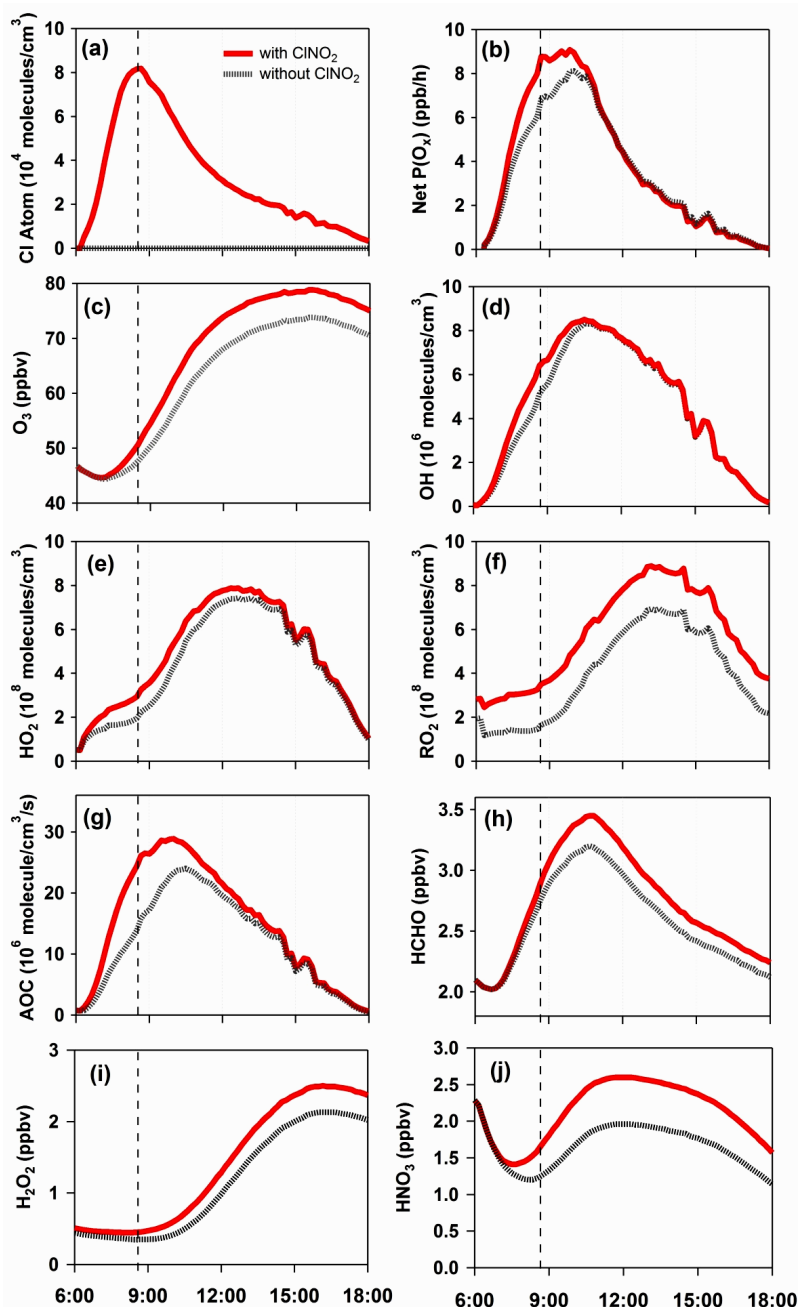 (a)
with ClNO2
without ClNO2
Cl Atom (10^4 molecules/cm^3)
10
8
6
4
2
0
(b)
Net P(Ox) (ppb/h)
10
8
6
4
2
0
(c)
O3 (ppbv)
80
70
60
50
40
(d)
OH (10^6 molecules/cm^3)
10
8
6
4
2
0
(e)
HO2 (10^8 molecules/cm^3)
10
8
6
4
2
0
(f)
RO2 (10^8 molecules/cm^3)
10
8
6
4
2
0
(g)
AOC (10^6 molecule/cm^3/s)
30
20
10
0
(h)
HCHO (ppbv)
3.5
3.0
2.5
2.0
(i)
H2O2 (ppbv)
3
2
1
0
6:00 9:00 12:00 15:00 18:00
(j)
HNO3 (ppbv)
3.0
2.5
2.0
1.5
1.0
0.5
0.0
6:00 9:00 12:00 15:00 18:00